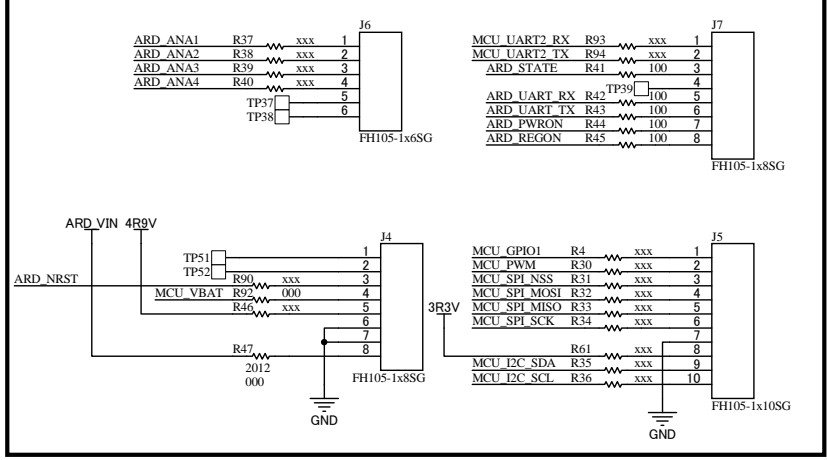 J6
ARD_ANA1 R37 xxx 1
ARD_ANA2 R38 xxx 2
ARD_ANA3 R39 xxx 3
ARD_ANA4 R40 xxx 4
TP37 5
TP38 6
FH105-1x6SG
J7
MCU_UART2_RX R93 xxx 1
MCU_UART2_TX R94 xxx 2
ARD_STATE R41 100 3
TP39 4
ARD_UART_RX R42 100 5
ARD_UART_TX R43 100 6
ARD_PWRON R44 100 7
ARD_REGON R45 100 8
FH105-1x8SG
ARD_VIN 4R9V
J4
TP51 1
TP52 2
ARD_NRST R90 xxx 3
MCU_VBAT R92 000 4
R46 xxx 5
6
7
R47 8
2012
000
FH105-1x8SG
GND
J5
MCU_GPIO1 R4 xxx 1
MCU_PWM R30 xxx 2
MCU_SPI_NSS R31 xxx 3
MCU_SPI_MOSI R32 xxx 4
MCU_SPI_MISO R33 xxx 5
MCU_SPI_SCK R34 xxx 6
3R3V
7
R61 xxx 8
MCU_I2C_SDA R35 xxx 9
MCU_I2C_SCL R36 xxx 10
FH105-1x10SG
GND